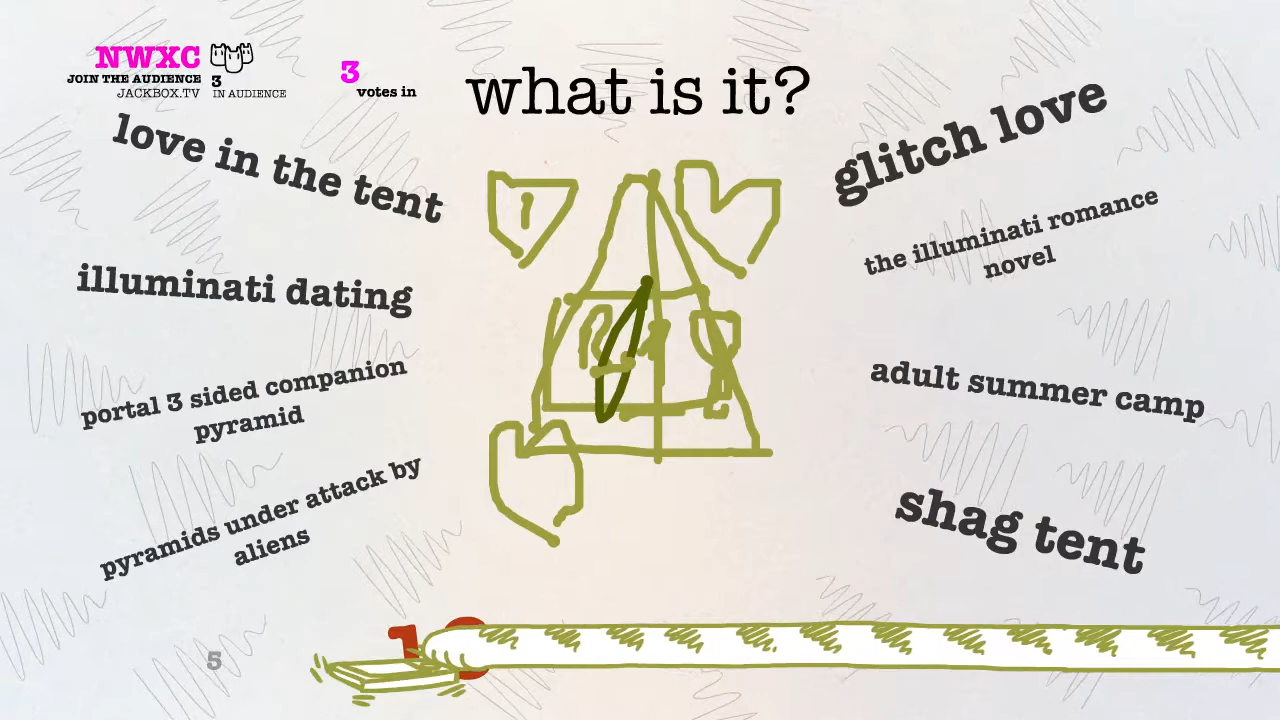 NWXC
JOIN THE AUDIENCE
JACKBOX.TV
3
IN AUDIENCE
3
votes in
what is it?
love in the tent
illuminati dating
portal 3 sided companion
pyramid
pyramids under attack by
aliens
glitch love
the illuminati romance
novel
adult summer camp
shag tent
5